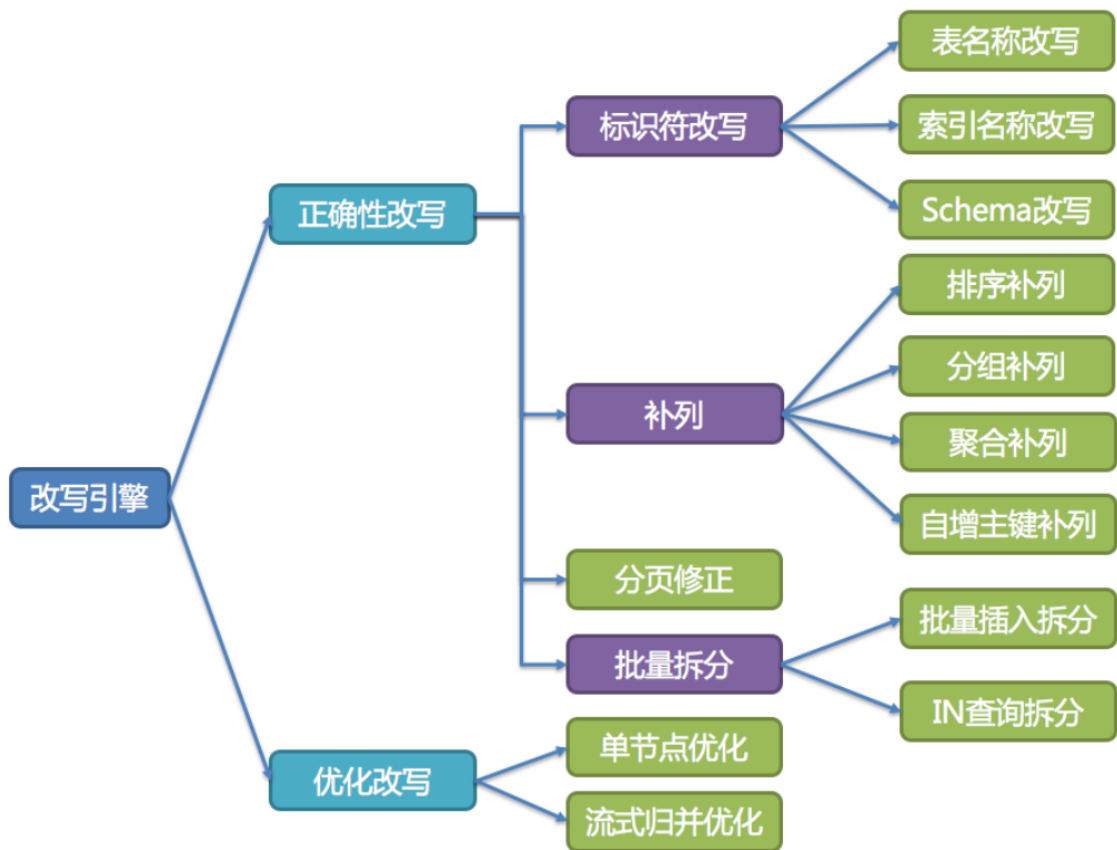 改写引擎
正确性改写
标识符改写
表名称改写
索引名称改写
Schema改写
补列
排序补列
分组补列
聚合补列
自增主键补列
分页修正
批量拆分
批量插入拆分
IN查询拆分
优化改写
单节点优化
流式归并优化